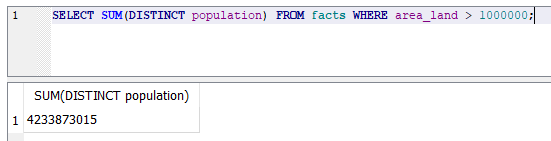 1 SELECT SUM(DISTINCT population) FROM facts WHERE area_land > 1000000;
SUM(DISTINCT population)
1 4233873015